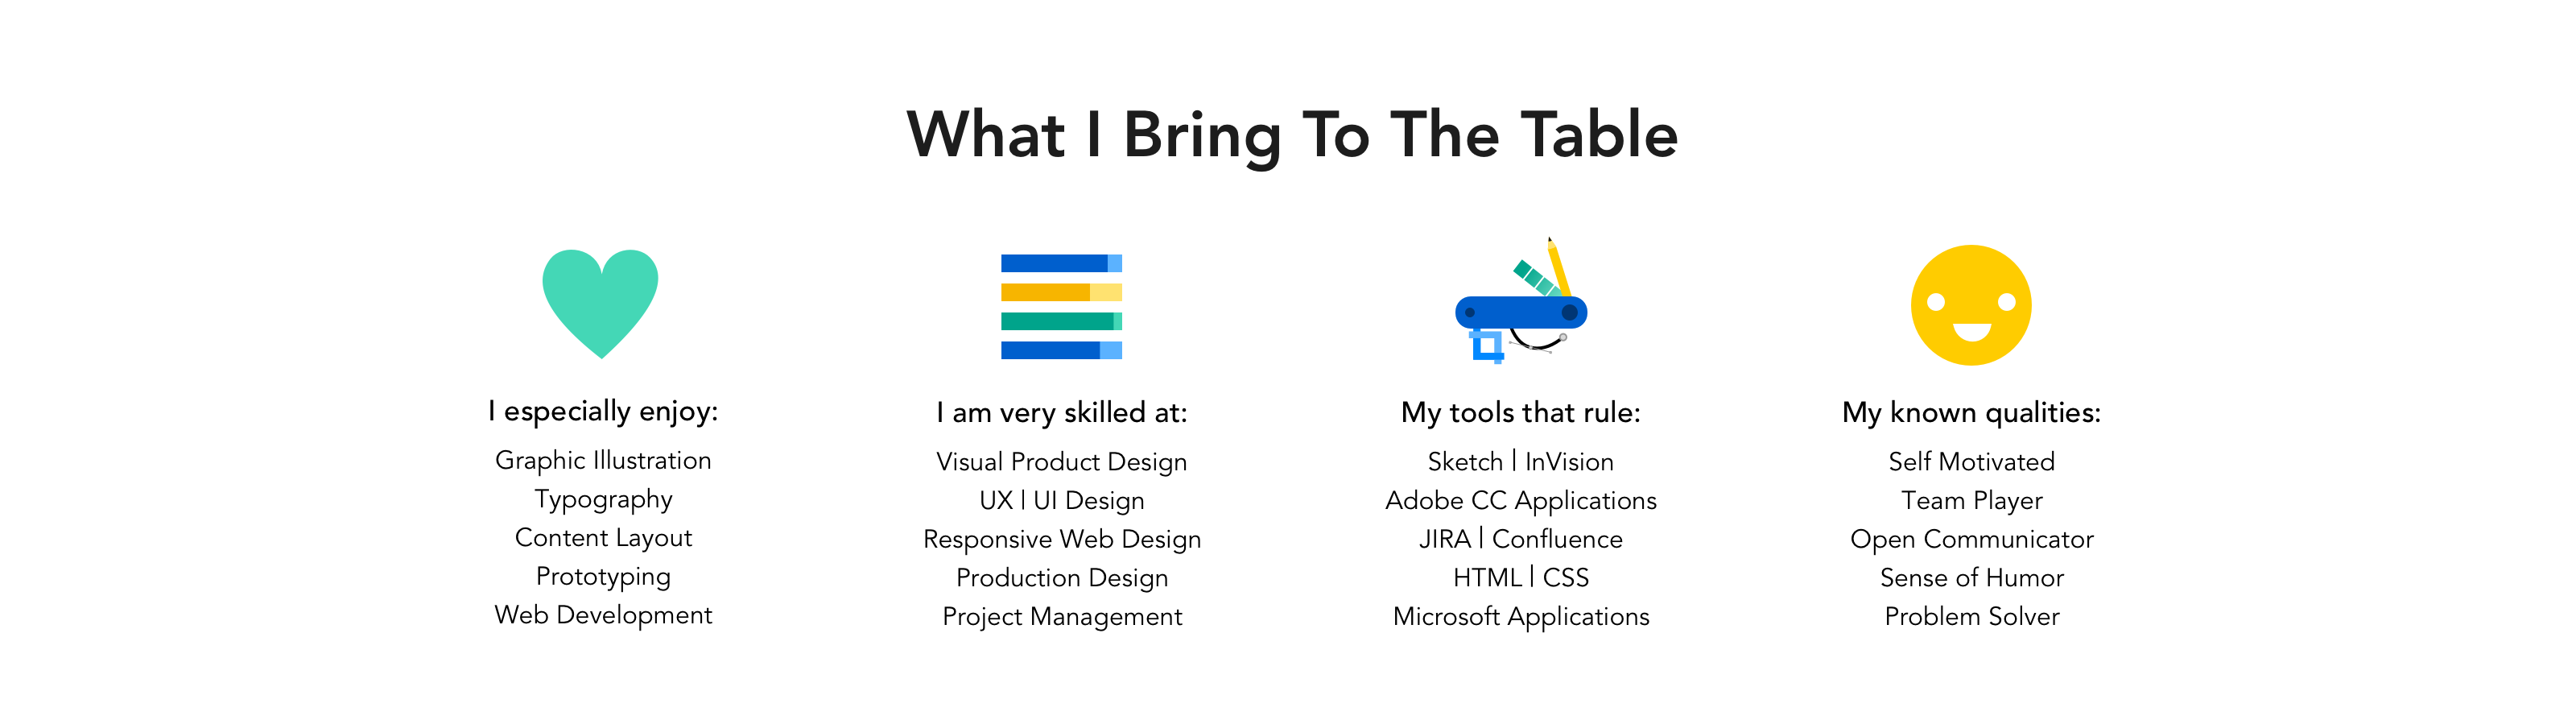 What I Bring To The Table
I especially enjoy:
Graphic Illustration
Typography
Content Layout
Prototyping
Web Development
I am very skilled at:
Visual Product Design
UX | UI Design
Responsive Web Design
Production Design
Project Management
My tools that rule:
Sketch | InVision
Adobe CC Applications
JIRA | Confluence
HTML | CSS
Microsoft Applications
My known qualities:
Self Motivated
Team Player
Open Communicator
Sense of Humor
Problem Solver